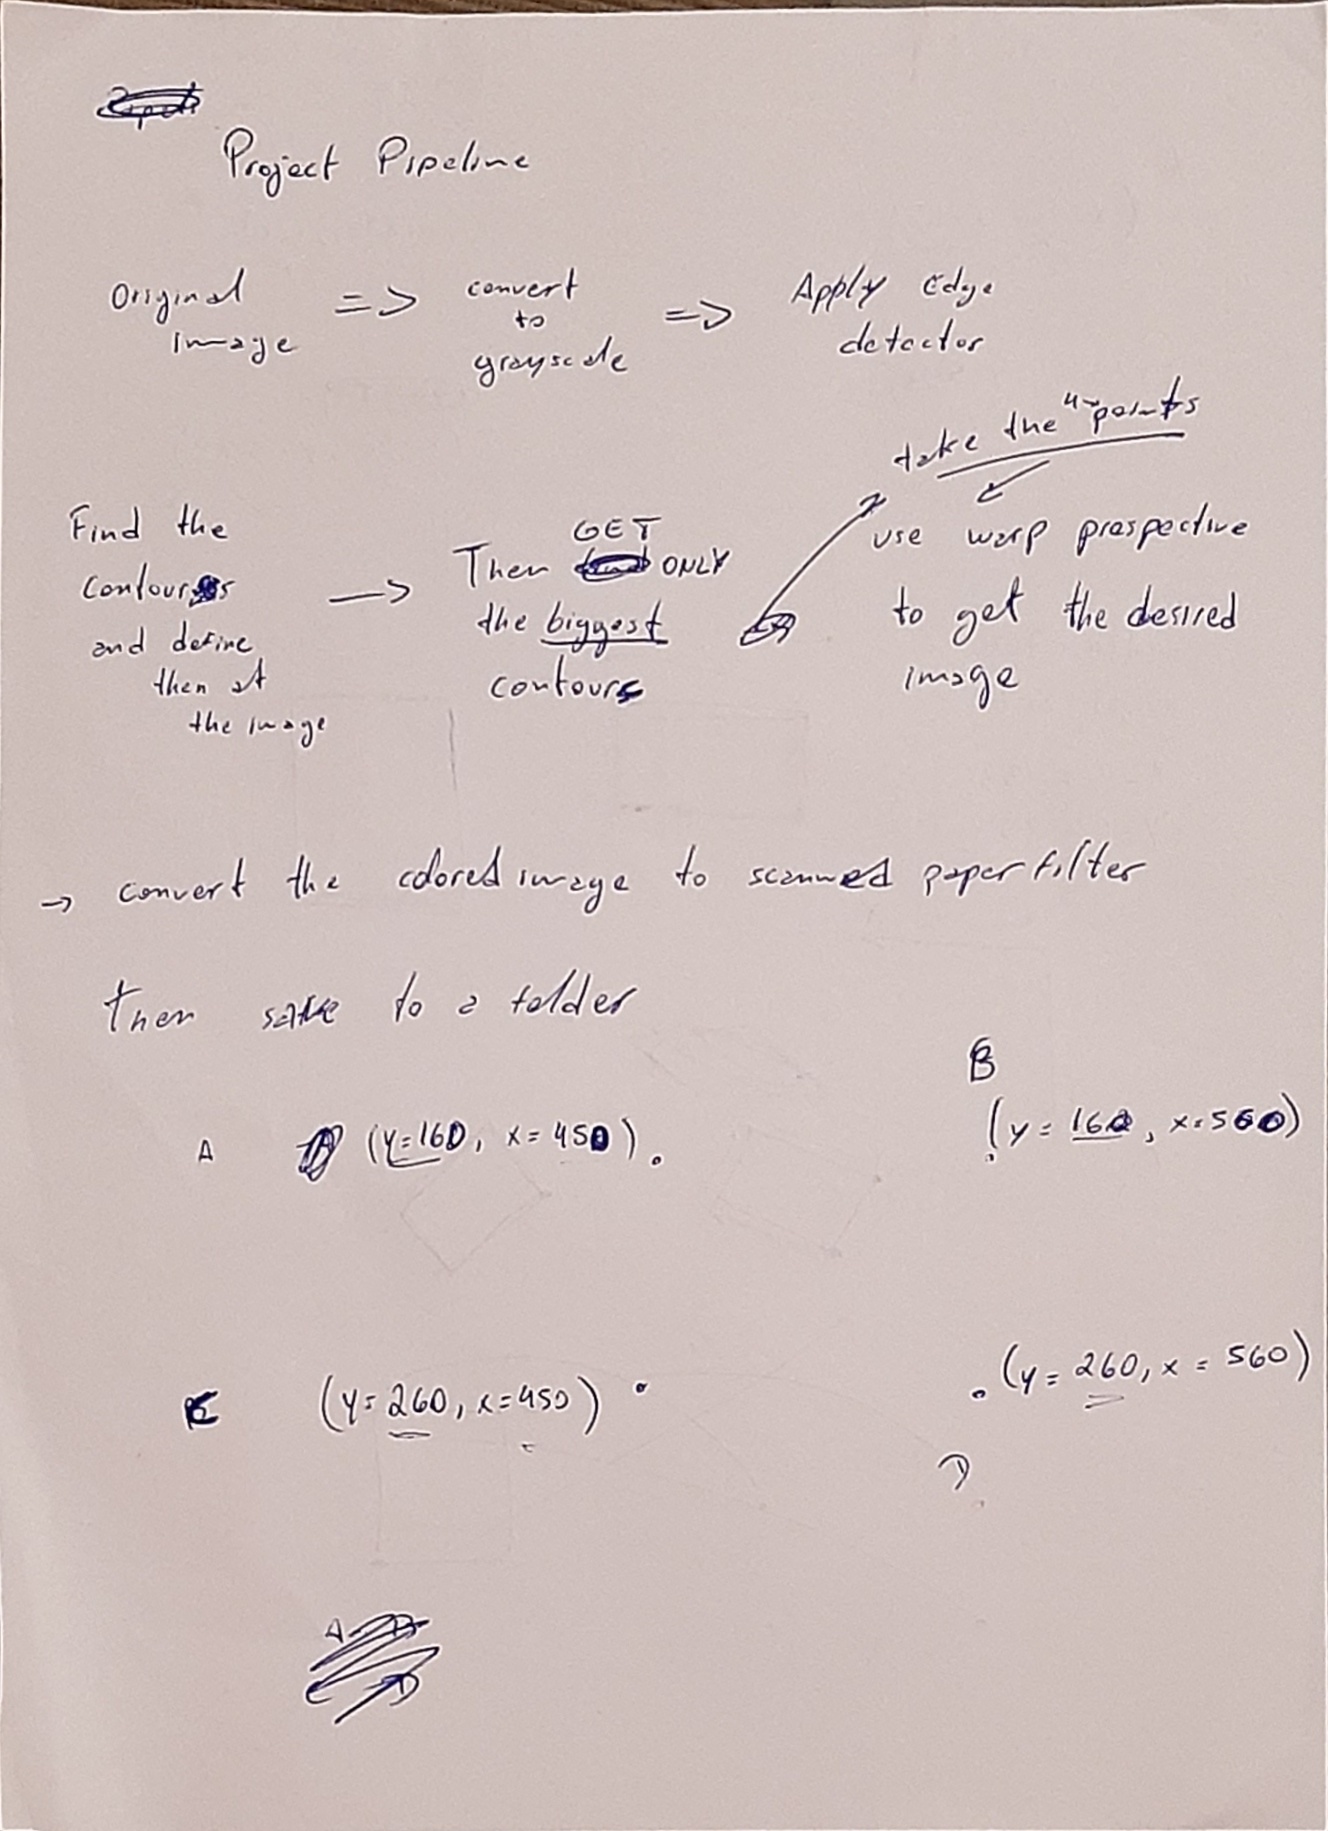 Project Pipeline
Original image => convert to grayscale => Apply Edge detector
Find the contours and define then at the image -> Then GET ONLY the biggest contours
take the 4 points
use warp prespective
to get the desired
image
-> convert the colored image to scanned paper filter
then save to a folder
A (y=160, x=450).
B
(y=160, x=560)
C (y=260, x=450)
(y=260, x=560)
D